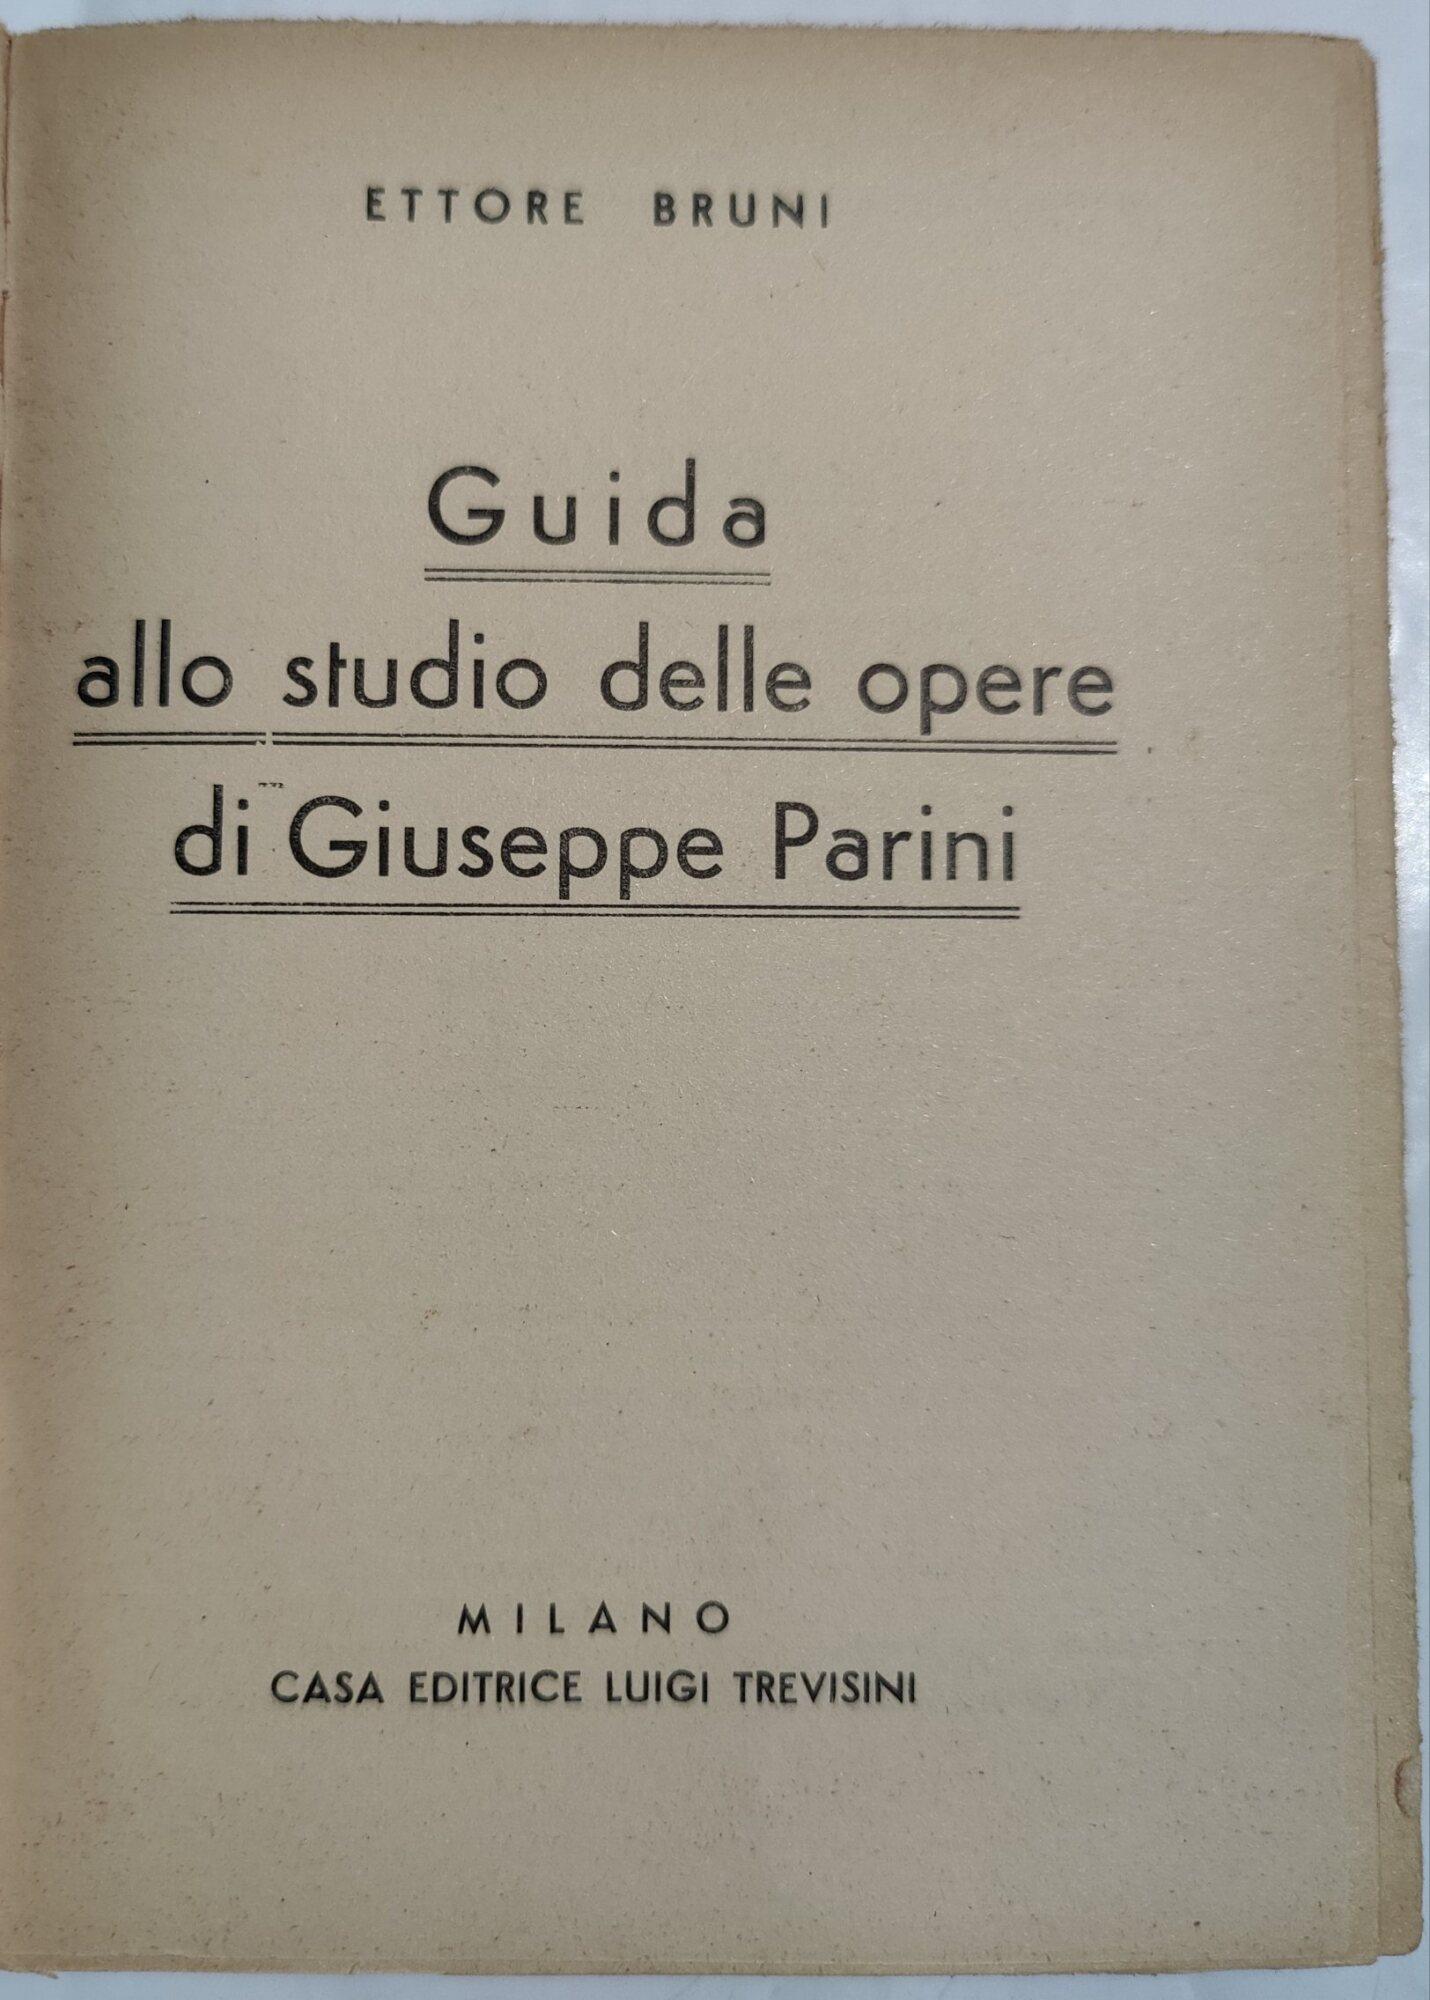 ETTORE BRUNI
Guida
allo studio delle opere
di Giuseppe Parini
MILANO
CASA EDITRICE LUIGI TREVISINI